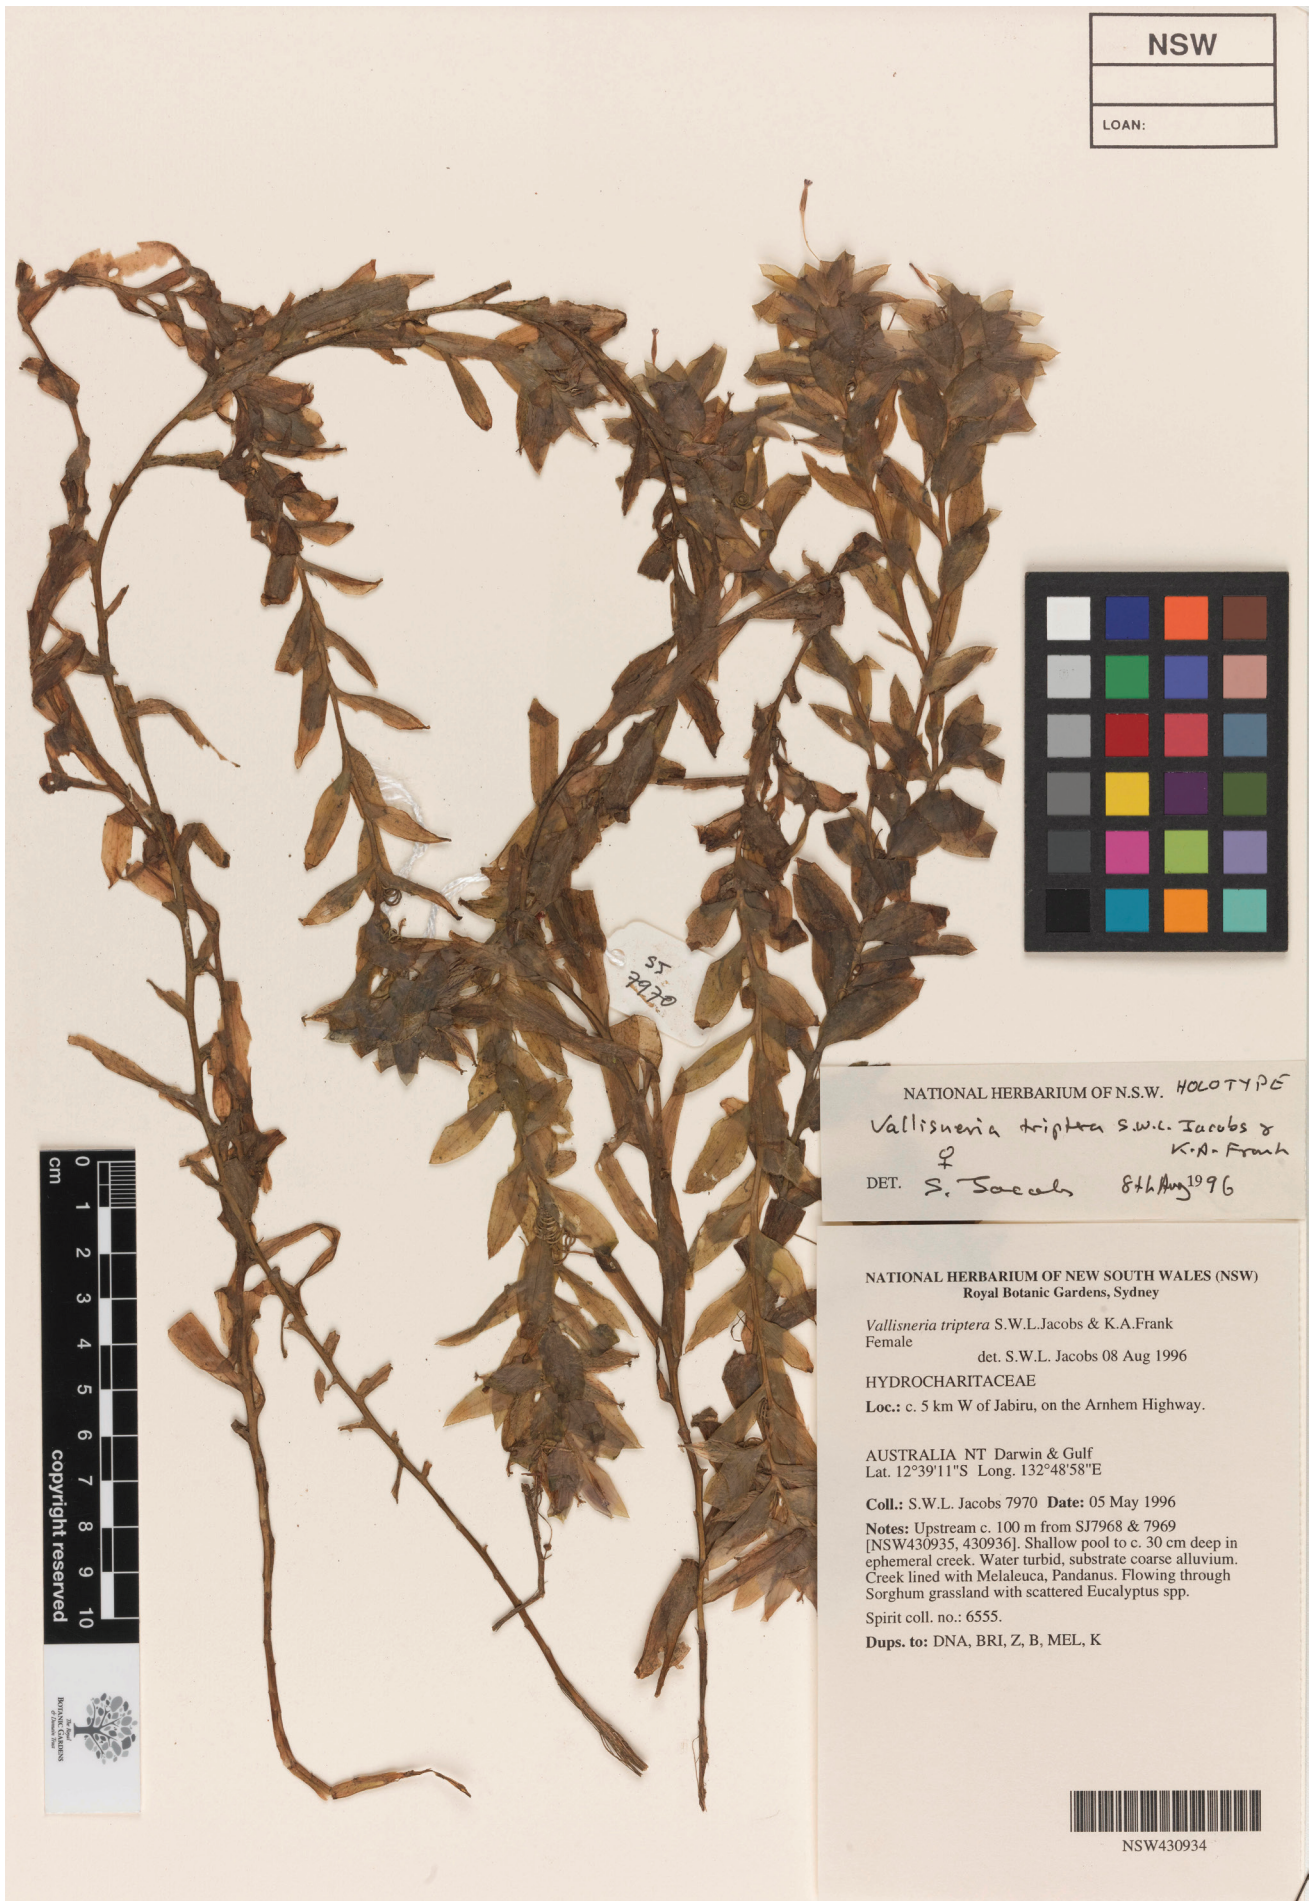 NSW
LOAN:
SJ
7970
NATIONAL HERBARIUM OF N.S.W. HOLOTYPE
Vallisneria triptera S.W.L. Jacobs &
K.A. Frank
♀
DET. S. Jacobs 8th Aug 1996
NATIONAL HERBARIUM OF NEW SOUTH WALES (NSW)
Royal Botanic Gardens, Sydney
Vallisneria triptera S.W.L.Jacobs & K.A.Frank
Female
det. S.W.L. Jacobs 08 Aug 1996
HYDROCHARITACEAE
Loc.: c. 5 km W of Jabiru, on the Arnhem Highway.
AUSTRALIA NT Darwin & Gulf
Lat. 12°39'11"S Long. 132°48'58"E
Coll.: S.W.L. Jacobs 7970 Date: 05 May 1996
Notes: Upstream c. 100 m from SJ7968 & 7969
[NSW430935, 430936]. Shallow pool to c. 30 cm deep in
ephemeral creek. Water turbid, substrate coarse alluvium.
Creek lined with Melaleuca, Pandanus. Flowing through
Sorghum grassland with scattered Eucalyptus spp.
Spirit coll. no.: 6555.
Dups. to: DNA, BRI, Z, B, MEL, K
NSW430934
0 1 2 3 4 5 6 7 8 9 10
cm
copyright reserved
The Royal
BOTANIC GARDENS
& Domain Trust